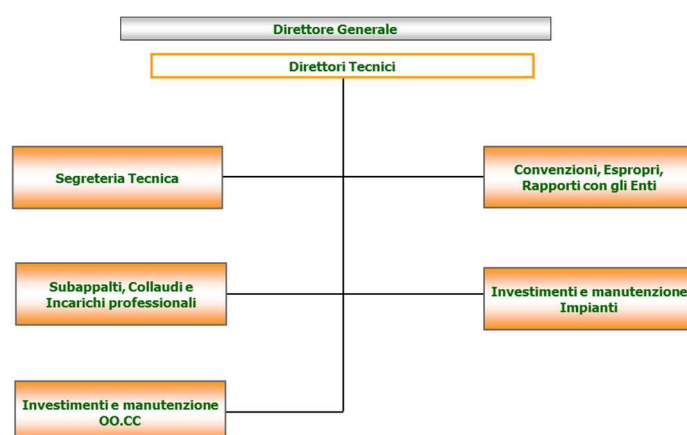 Direttore Generale
Direttori Tecnici
Segreteria Tecnica
Convenzioni, Espropri,
Rapporti con gli Enti
Subappalti, Collaudi e
Incarichi professionali
Investimenti e manutenzione
Impianti
Investimenti e manutenzione
OO.CC